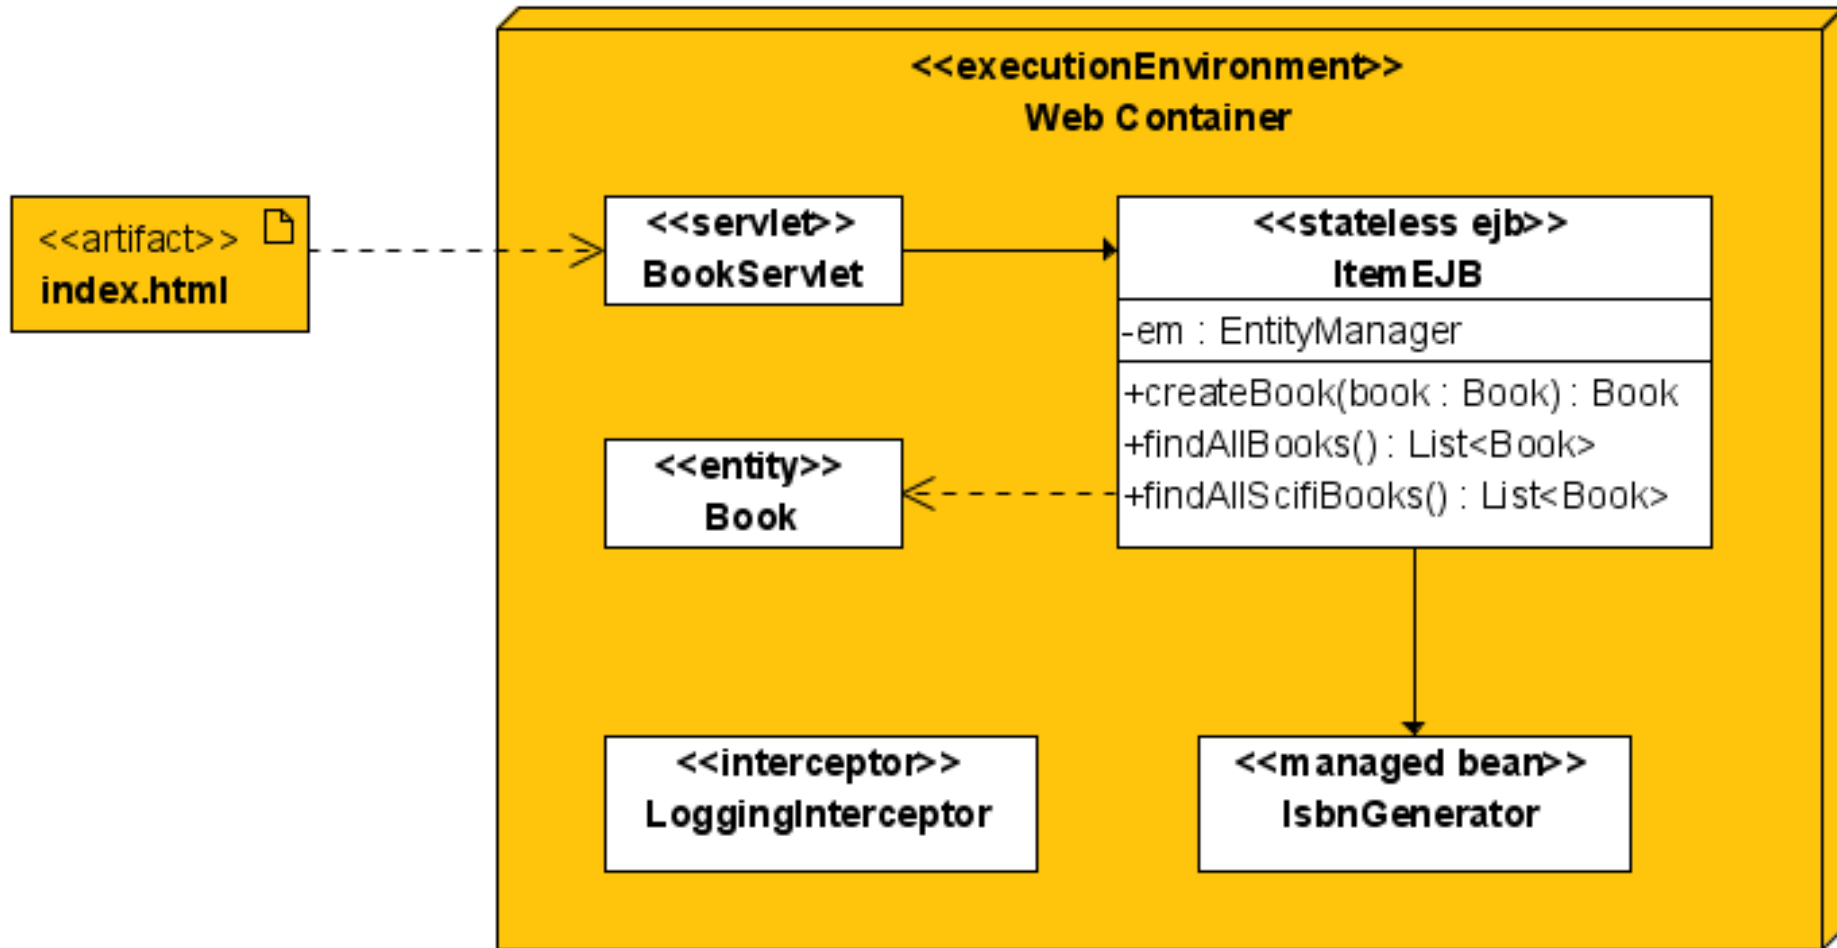 <<executionEnvironment>>
Web Container
<<artifact>>
index.html
<<servlet>>
BookServlet
<<stateless ejb>>
ItemEJB
-em : EntityManager
+createBook(book : Book) : Book
+findAllBooks() : List<Book>
+findAllScifiBooks() : List<Book>
<<entity>>
Book
<<interceptor>>
LoggingInterceptor
<<managed bean>>
IsbnGenerator